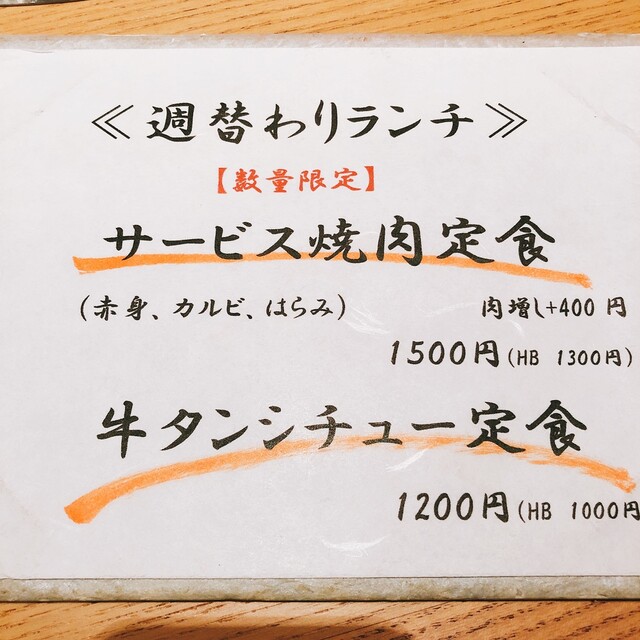 ≪週替わりランチ≫
【数量限定】
サービス焼肉定食
(赤身、カルビ、はらみ) 肉増し+400円
1500円(HB 1300円)
牛タンシチュー定食
1200円(HB 1000円